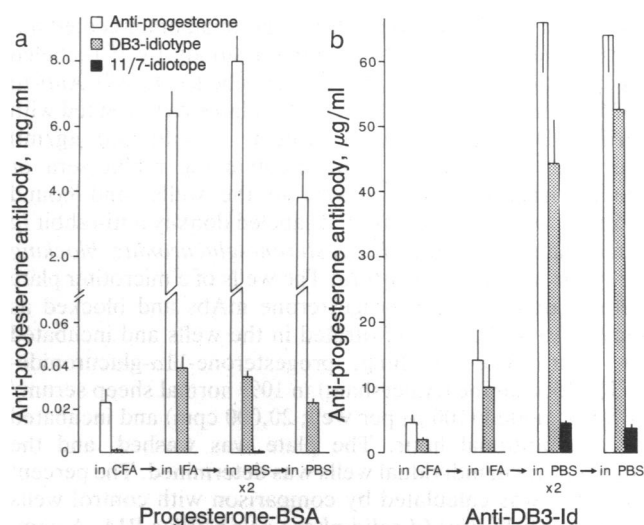 a
Anti-progesterone
DB3-idiotype
11/7-idiotope
Anti-progesterone antibody, mg/ml
8.0
6.0
4.0
2.0
0.06
0.04
0.02
0
in CFA → in IFA → in PBS → in PBS
x2
Progesterone-BSA
b
Anti-progesterone antibody, µg/ml
60
50
40
30
20
10
0
in CFA → in IFA → in PBS → in PBS
x2
Anti-DB3-Id